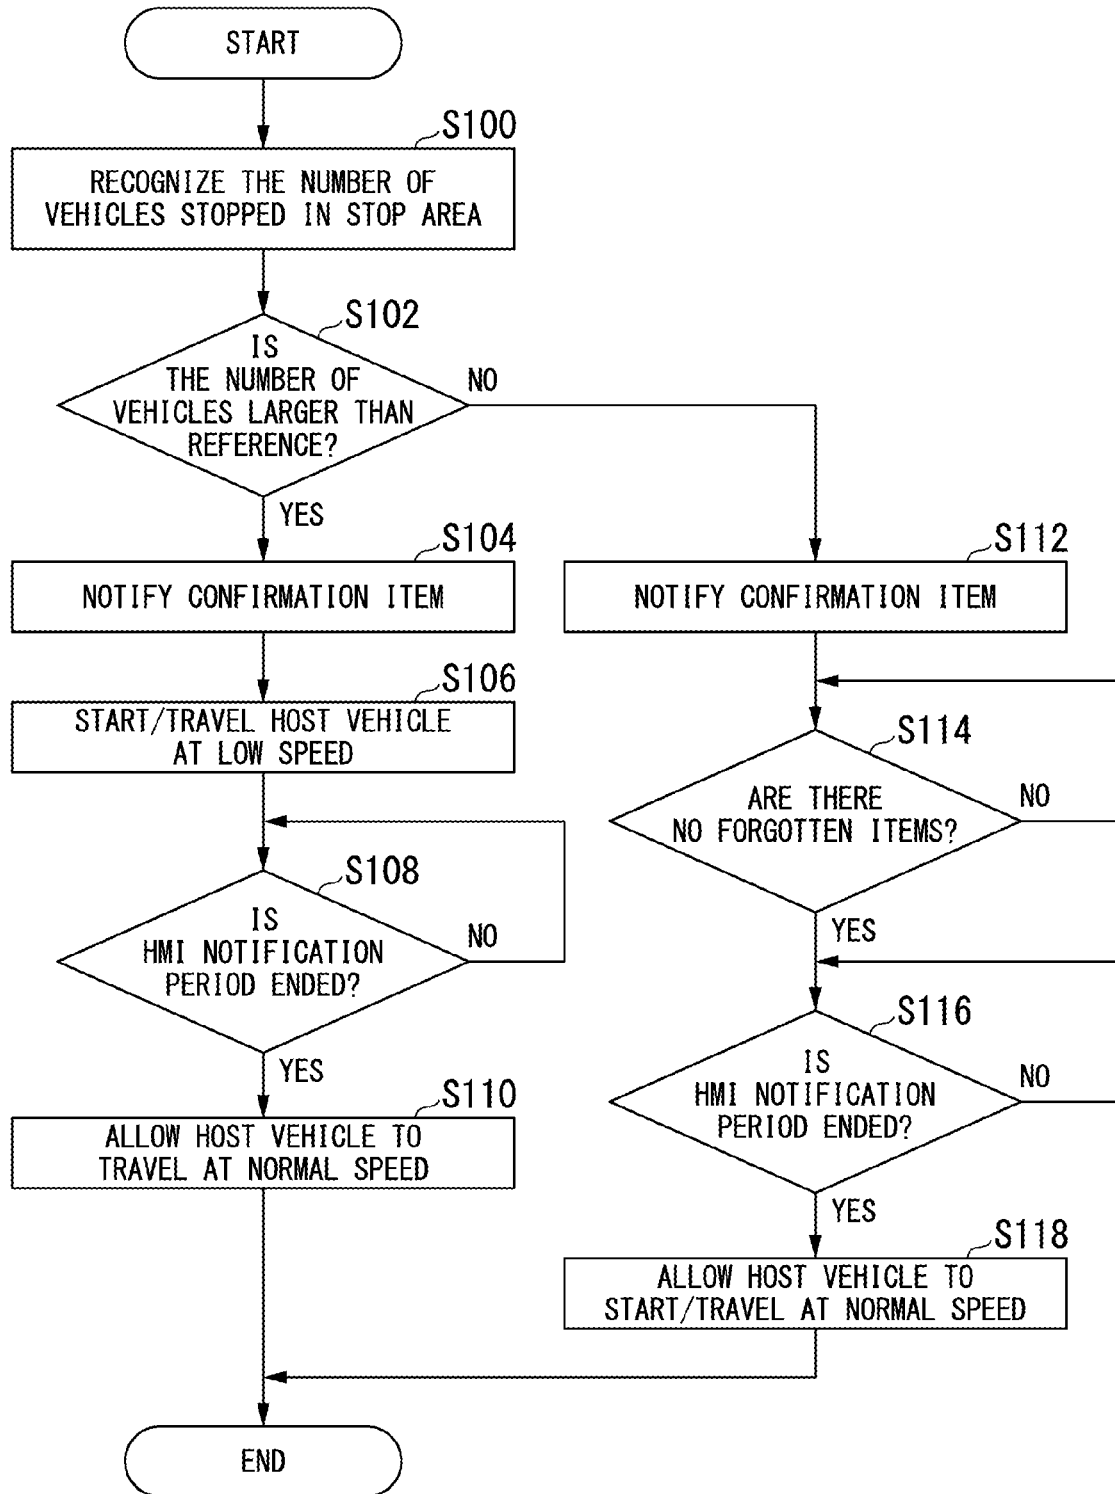 START
S100
RECOGNIZE THE NUMBER OF
VEHICLES STOPPED IN STOP AREA
S102
IS
THE NUMBER OF
VEHICLES LARGER THAN
REFERENCE?
NO
YES
S104
NOTIFY CONFIRMATION ITEM
S106
START/TRAVEL HOST VEHICLE
AT LOW SPEED
S108
IS
HMI NOTIFICATION
PERIOD ENDED?
NO
YES
S110
ALLOW HOST VEHICLE TO
TRAVEL AT NORMAL SPEED
S112
NOTIFY CONFIRMATION ITEM
S114
ARE THERE
NO FORGOTTEN ITEMS?
NO
YES
S116
IS
HMI NOTIFICATION
PERIOD ENDED?
NO
YES
S118
ALLOW HOST VEHICLE TO
START/TRAVEL AT NORMAL SPEED
END